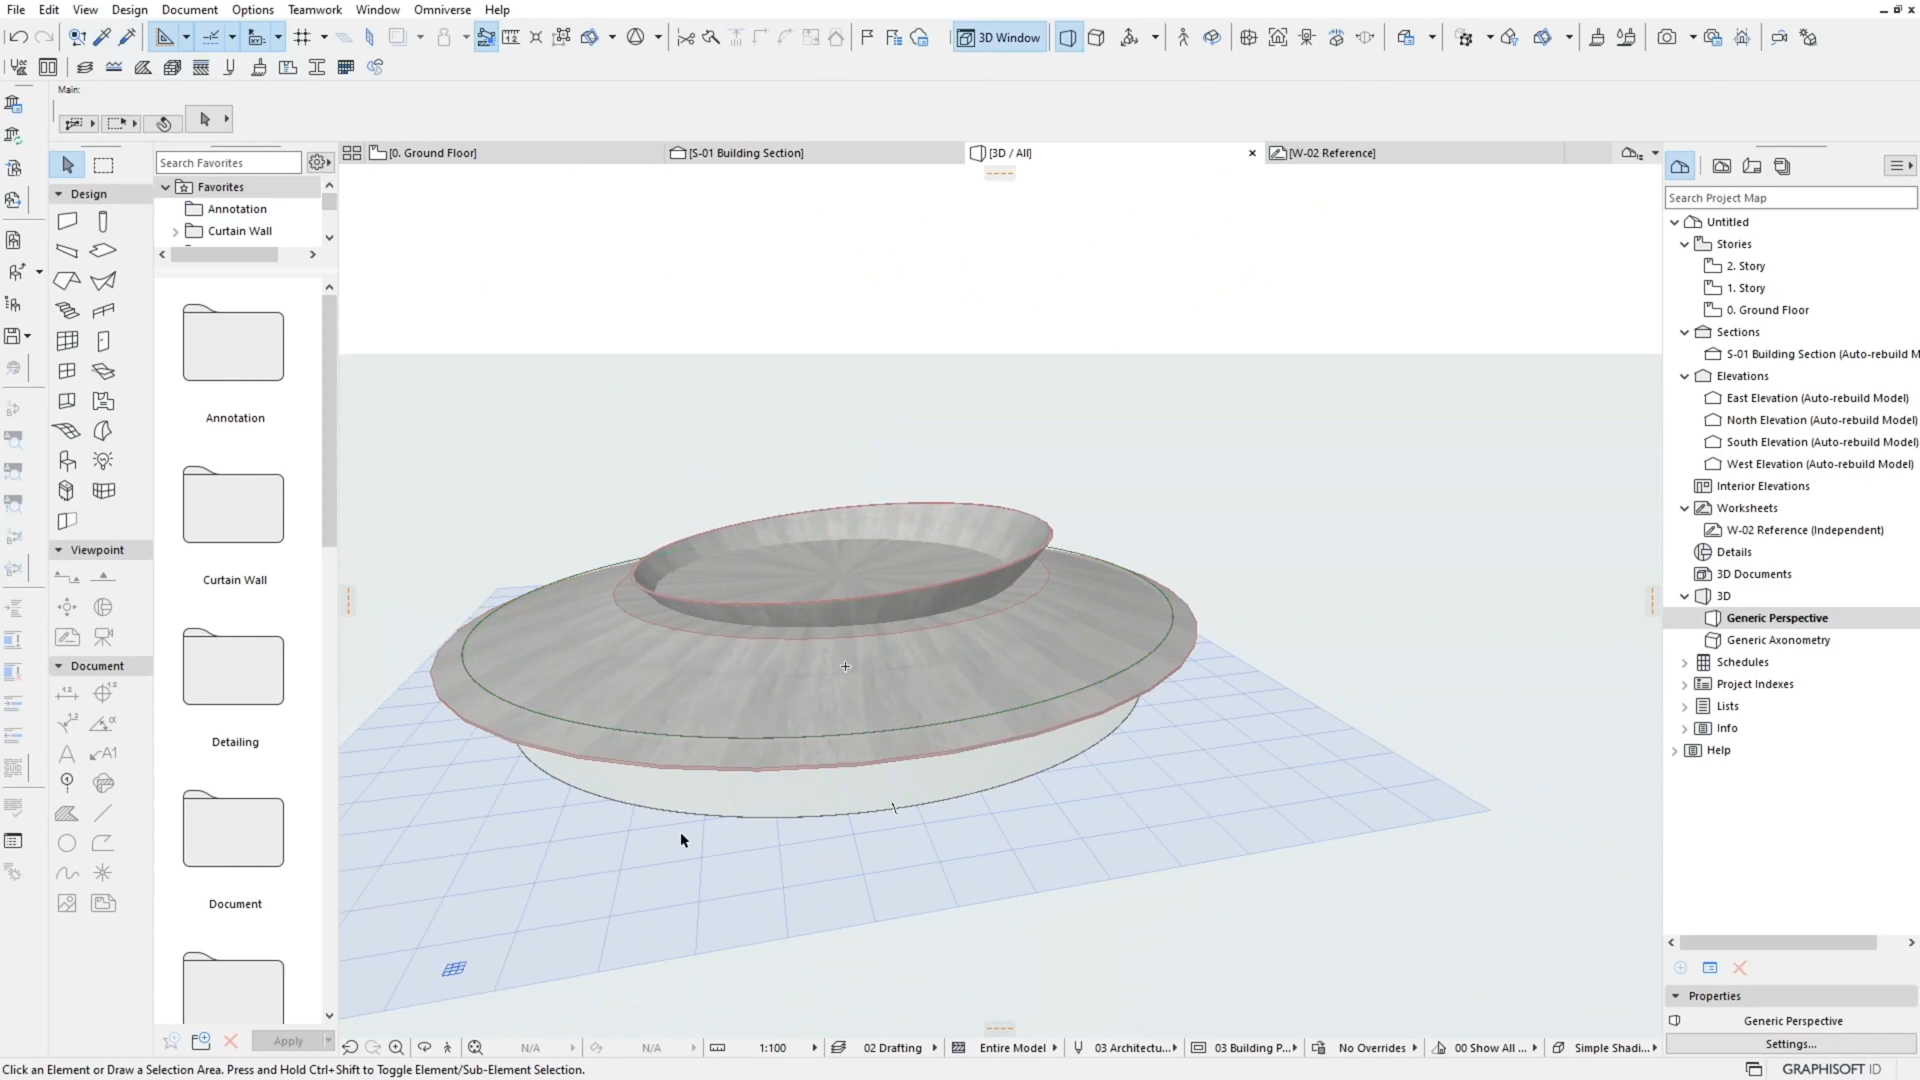 File Edit View Design Document Options Teamwork Window Omniverse Help
3D Window
Main:
[0. Ground Floor] [S-01 Building Section] [3D / All] [W-02 Reference]
Search Favorites
Favorites
Annotation
Curtain Wall
Annotation
Curtain Wall
Detailing
Document
Apply
Design
Viewpoint
Document
Search Project Map
Untitled
Stories
2. Story
1. Story
0. Ground Floor
Sections
S-01 Building Section (Auto-rebuild M
Elevations
East Elevation (Auto-rebuild Model)
North Elevation (Auto-rebuild Model)
South Elevation (Auto-rebuild Model)
West Elevation (Auto-rebuild Model)
Interior Elevations
Worksheets
W-02 Reference (Independent)
Details
3D Documents
3D
Generic Perspective
Generic Axonometry
Schedules
Project Indexes
Lists
Info
Help
Properties
Generic Perspective
Settings...
N/A N/A 1:100 02 Drafting Entire Model 03 Architectu... 03 Building P... No Overrides 00 Show All ... Simple Shadi...
Click an Element or Draw a Selection Area. Press and Hold Ctrl+Shift to Toggle Element/Sub-Element Selection.
GRAPHISOFT ID